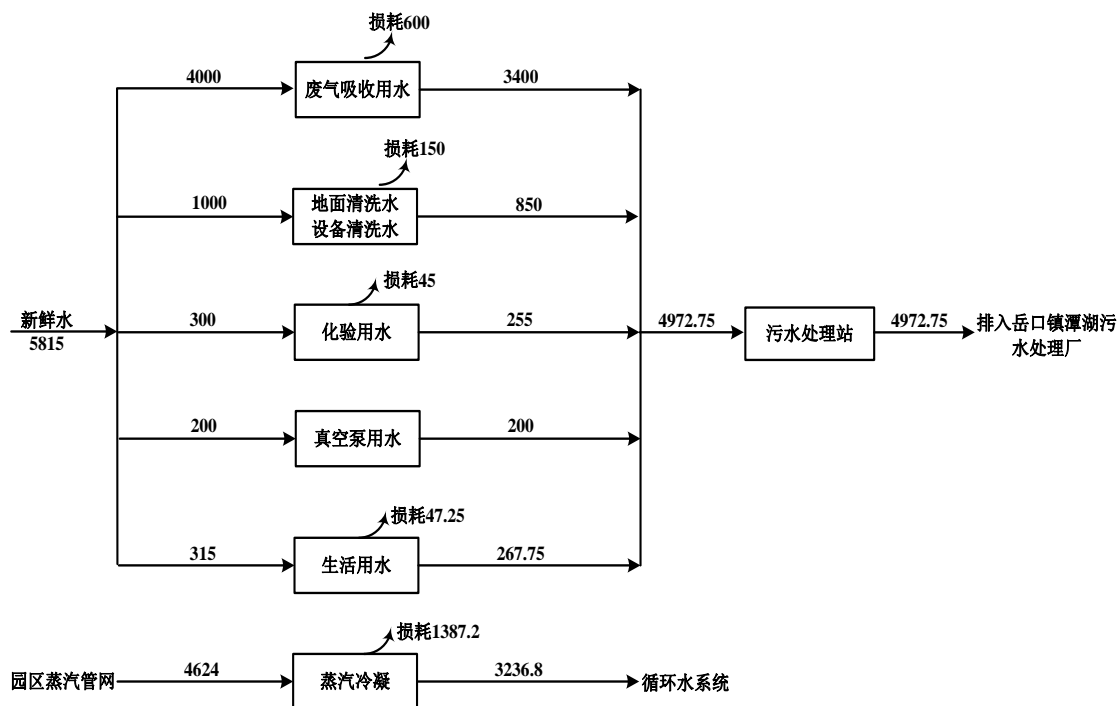 损耗600
4000
废气吸收用水
3400
损耗150
1000
地面清洗水
设备清洗水
850
损耗45
新鲜水
5815
300
化验用水
255
4972.75
污水处理站
4972.75
排入岳口镇潭湖污
水处理厂
200
真空泵用水
200
损耗47.25
315
生活用水
267.75
损耗1387.2
园区蒸汽管网
4624
蒸汽冷凝
3236.8
循环水系统